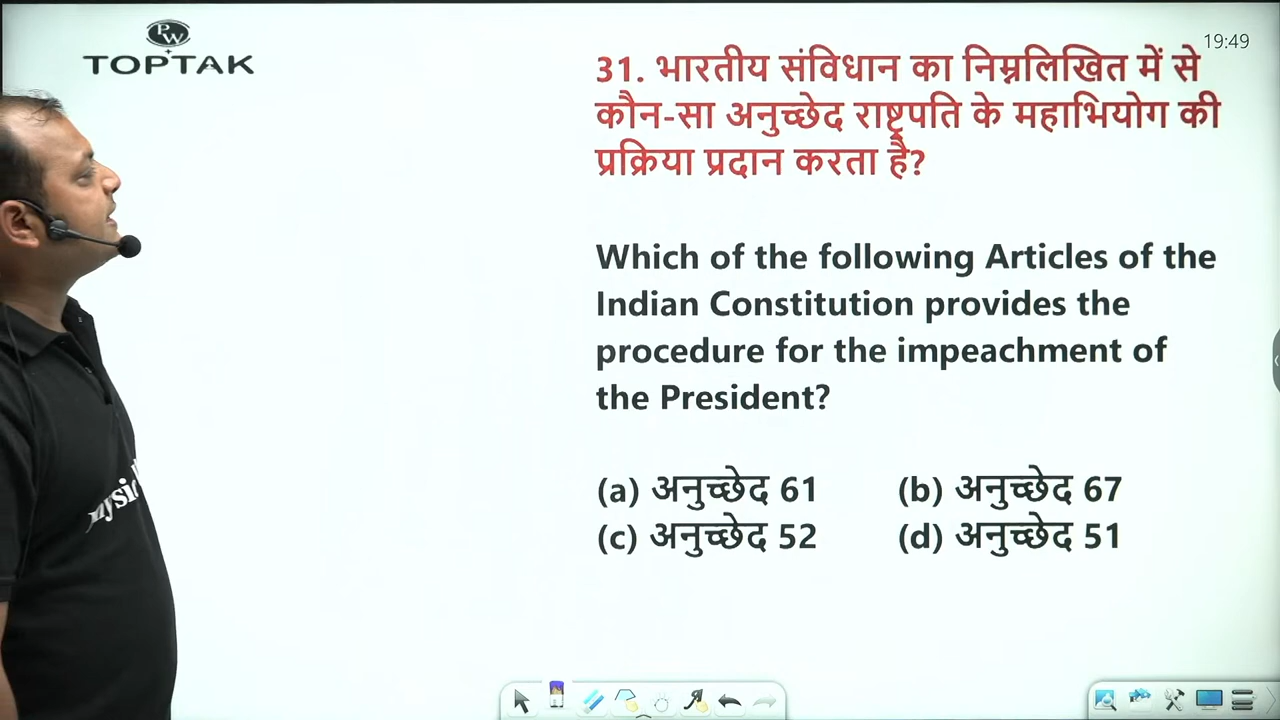 PW
TOPTAK
19:49
31. भारतीय संविधान का निम्नलिखित में से
कौन-सा अनुच्छेद राष्ट्रपति के महाभियोग की
प्रक्रिया प्रदान करता है?
Which of the following Articles of the
Indian Constitution provides the
procedure for the impeachment of
the President?
(a) अनुच्छेद 61 (b) अनुच्छेद 67
(c) अनुच्छेद 52 (d) अनुच्छेद 51